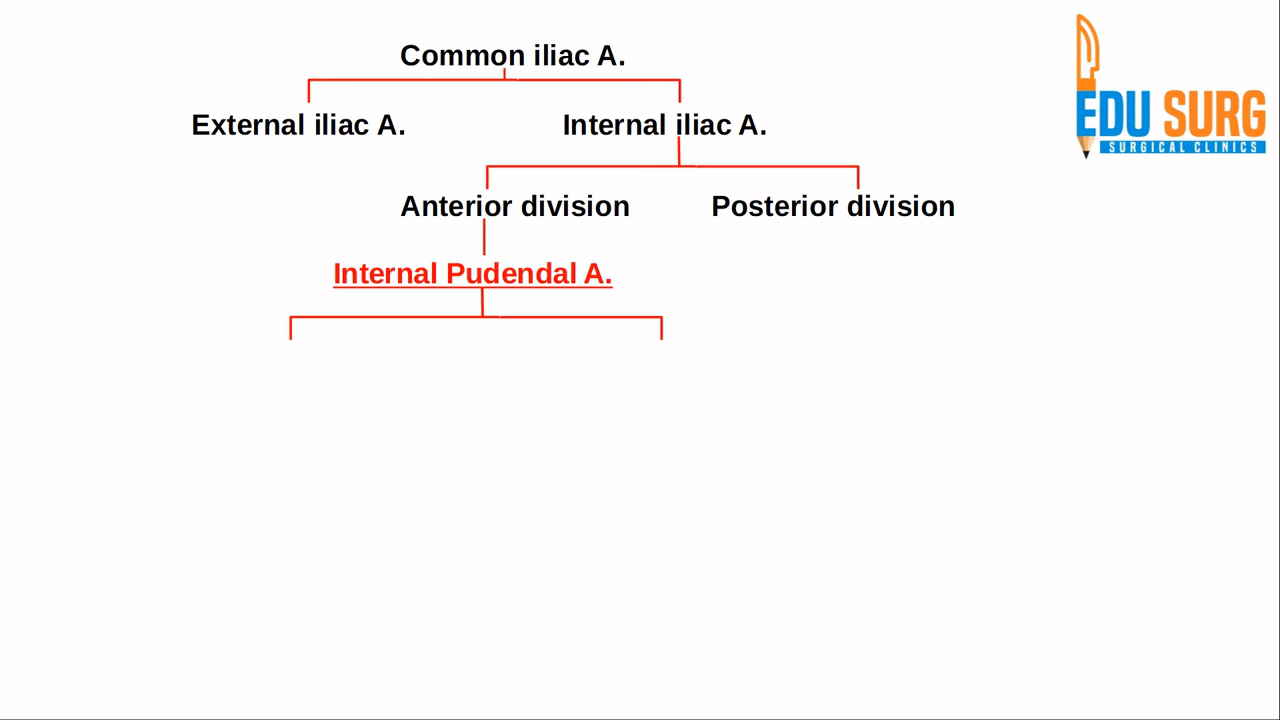 Common iliac A.
EDU SURG
SURGICAL CLINICS
External iliac A.
Internal iliac A.
Anterior division
Posterior division
Internal Pudendal A.